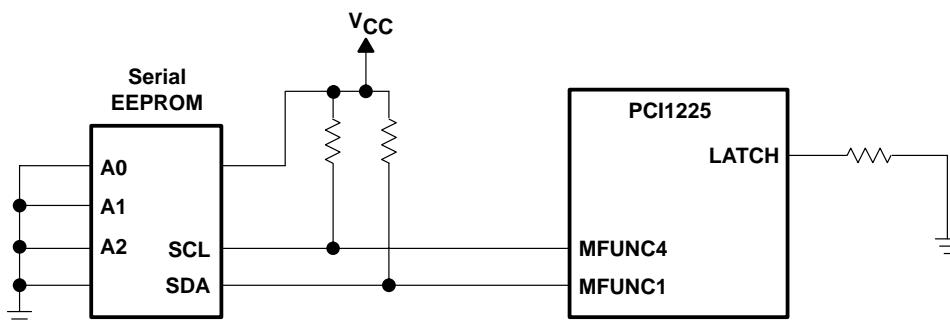 VCC
Serial
EEPROM
PCI1225
A0
LATCH
A1
A2
SCL
MFUNC4
SDA
MFUNC1